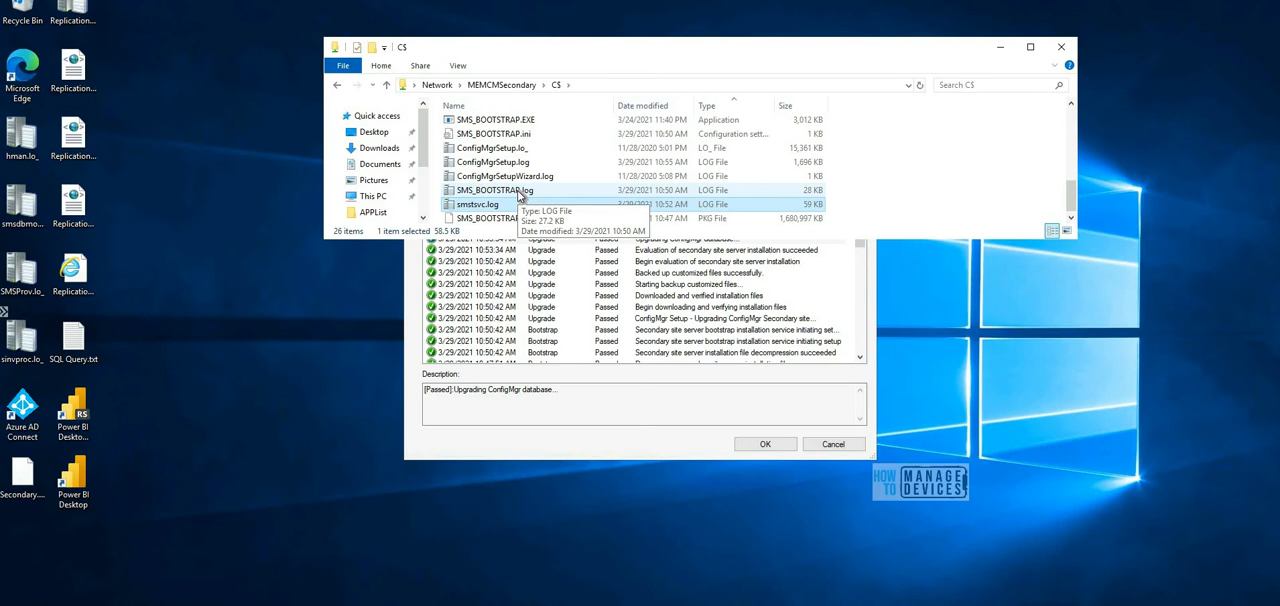 Recycle Bin
Replication...
Microsoft
Edge
Replication...
hman.lo_
Replication...
smsdbmo...
Replication...
SMSProv.lo_
Replicatio...
sinvproc.lo_
SQL Query.txt
Azure AD
Connect
RS
Power BI
Deskto...
Secondary....
Power BI
Desktop
C$
File
Home
Share
View
Network
MEMCMSecondary
C$
Search C$
Quick access
Desktop
Downloads
Documents
Pictures
This PC
APPList
Name Date modified Type Size
SMS_BOOTSTRAP.EXE 3/24/2021 11:40 PM Application 3,012 KB
SMS_BOOTSTRAP.ini 3/29/2021 10:50 AM Configuration sett... 1 KB
ConfigMgrSetup.lo_ 11/28/2020 5:01 PM LO_ File 15,361 KB
ConfigMgrSetup.log 3/29/2021 10:55 AM LOG File 1,696 KB
ConfigMgrSetupWizard.log 11/28/2020 5:08 PM LOG File 1 KB
SMS_BOOTSTRAP.log 3/29/2021 10:50 AM LOG File 28 KB
smstsvc.log 3/29/2021 10:52 AM LOG File 59 KB
SMS_BOOTSTRA 10:47 AM PKG File 1,680,997 KB
Type: LOG File
Size: 27.2 KB
Date modified: 3/29/2021 10:50 AM
26 items 1 item selected 58.5 KB
3/29/2021 10:53:34 AM Upgrade Passed Evaluation of secondary site server installation succeeded
3/29/2021 10:50:42 AM Upgrade Passed Begin evaluation of secondary site server installation
3/29/2021 10:50:42 AM Upgrade Passed Backed up customized files successfully.
3/29/2021 10:50:42 AM Upgrade Passed Starting backup customized files...
3/29/2021 10:50:42 AM Upgrade Passed Downloaded and verified installation files
3/29/2021 10:50:42 AM Upgrade Passed Begin downloading and verifying installation files
3/29/2021 10:50:42 AM Upgrade Passed ConfigMgr Setup - Upgrading ConfigMgr Secondary site...
3/29/2021 10:50:42 AM Bootstrap Passed Secondary site server bootstrap installation service initiating set...
3/29/2021 10:50:42 AM Bootstrap Passed Secondary site server bootstrap installation service initiating setup
3/29/2021 10:50:42 AM Bootstrap Passed Secondary site server installation file decompression succeeded
Description:
[Passed]:Upgrading ConfigMgr database...
OK
Cancel
HOW
TO
MANAGE
DEVICES